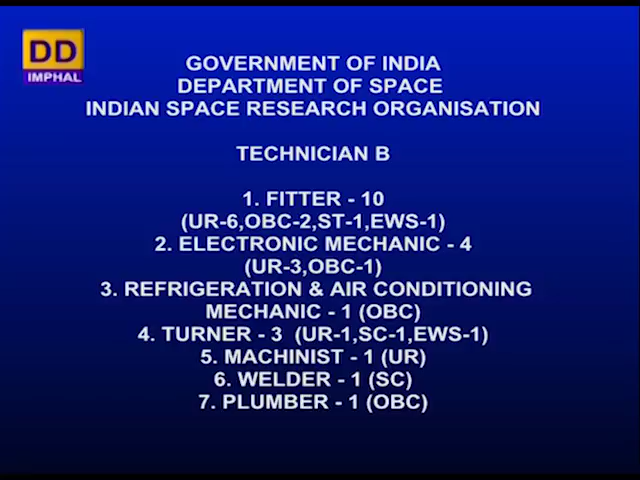 DD
IMPHAL
GOVERNMENT OF INDIA
DEPARTMENT OF SPACE
INDIAN SPACE RESEARCH ORGANISATION
TECHNICIAN B
1. FITTER - 10
(UR-6,OBC-2,ST-1,EWS-1)
2. ELECTRONIC MECHANIC - 4
(UR-3,OBC-1)
3. REFRIGERATION & AIR CONDITIONING
MECHANIC - 1 (OBC)
4. TURNER - 3 (UR-1,SC-1,EWS-1)
5. MACHINIST - 1 (UR)
6. WELDER - 1 (SC)
7. PLUMBER - 1 (OBC)